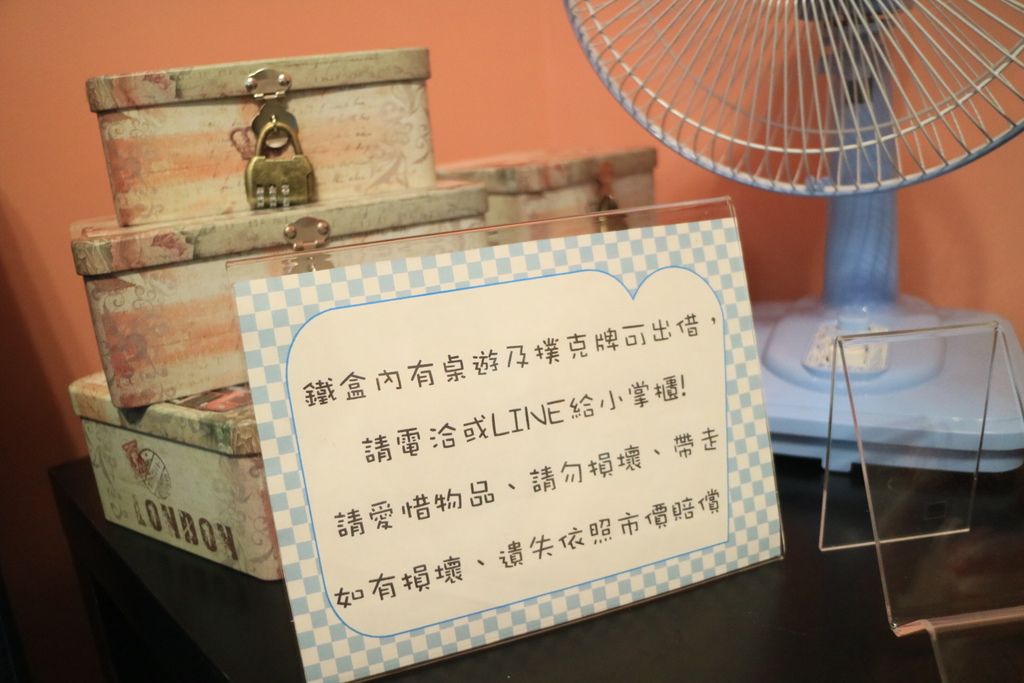 鐵盒內有桌遊及撲克牌可出借，
請電洽或LINE給小掌櫃!
請愛惜物品、請勿損壞、帶走
如有損壞、遺失依照市價賠償